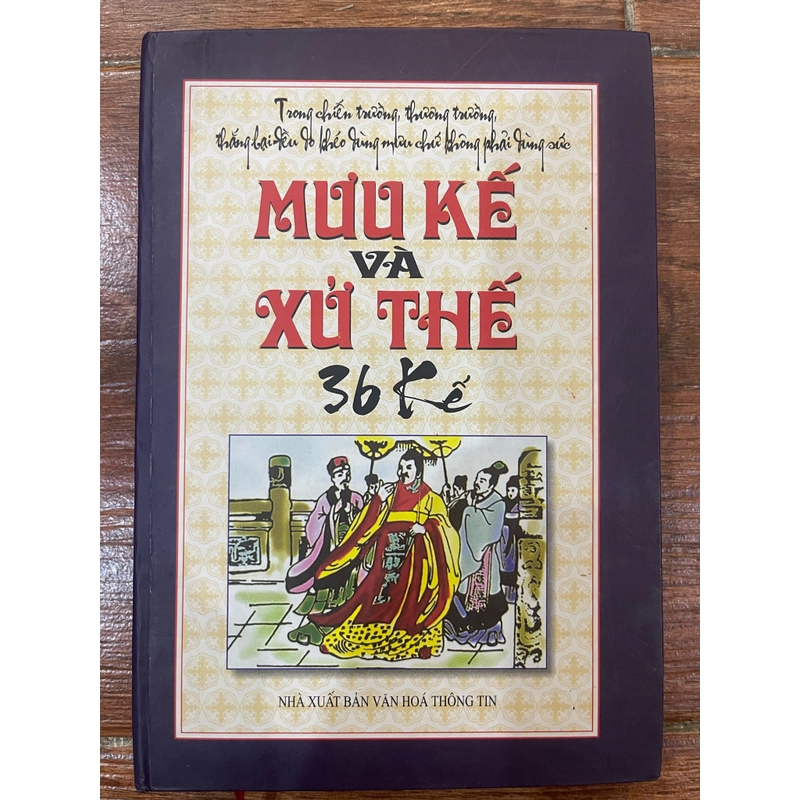 Trong chiến trường, thương trường,
thắng bại đều do khéo dùng mưu chứ không phải dùng sức
MƯU KẾ
VÀ
XỬ THẾ
36 Kế
NHÀ XUẤT BẢN VĂN HOÁ THÔNG TIN